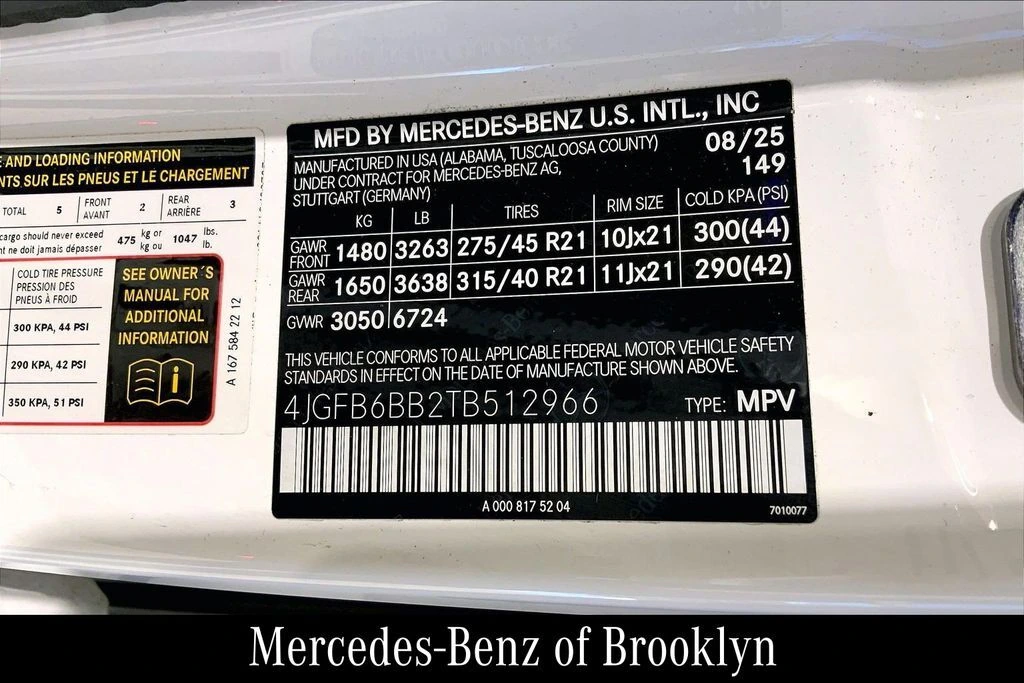 E AND LOADING INFORMATION
NTS SUR LES PNEUS ET LE CHARGEMENT
TOTAL 5 FRONT AVANT 2 REAR ARRIÈRE 3
cargo should never exceed 475 kg or 1047 lbs.
nt ne doit jamais dépasser kg ou lb.
COLD TIRE PRESSURE
PRESSION DES
PNEUS À FROID
300 KPA, 44 PSI
290 KPA, 42 PSI
350 KPA, 51 PSI
SEE OWNER´S
MANUAL FOR
ADDITIONAL
INFORMATION
A 167 584 22 12
MFD BY MERCEDES-BENZ U.S. INTL., INC
MANUFACTURED IN USA (ALABAMA, TUSCALOOSA COUNTY) 08/25
UNDER CONTRACT FOR MERCEDES-BENZ AG, 149
STUTTGART (GERMANY)
KG LB TIRES RIM SIZE COLD KPA (PSI)
GAWR FRONT 1480 3263 275/45 R21 10Jx21 300(44)
GAWR REAR 1650 3638 315/40 R21 11Jx21 290(42)
GVWR 3050 6724
THIS VEHICLE CONFORMS TO ALL APPLICABLE FEDERAL MOTOR VEHICLE SAFETY
STANDARDS IN EFFECT ON THE DATE OF MANUFACTURE SHOWN ABOVE.
4JGFB6BB2TB512966 TYPE: MPV
A 000 817 52 04
7010077
Mercedes-Benz of Brooklyn